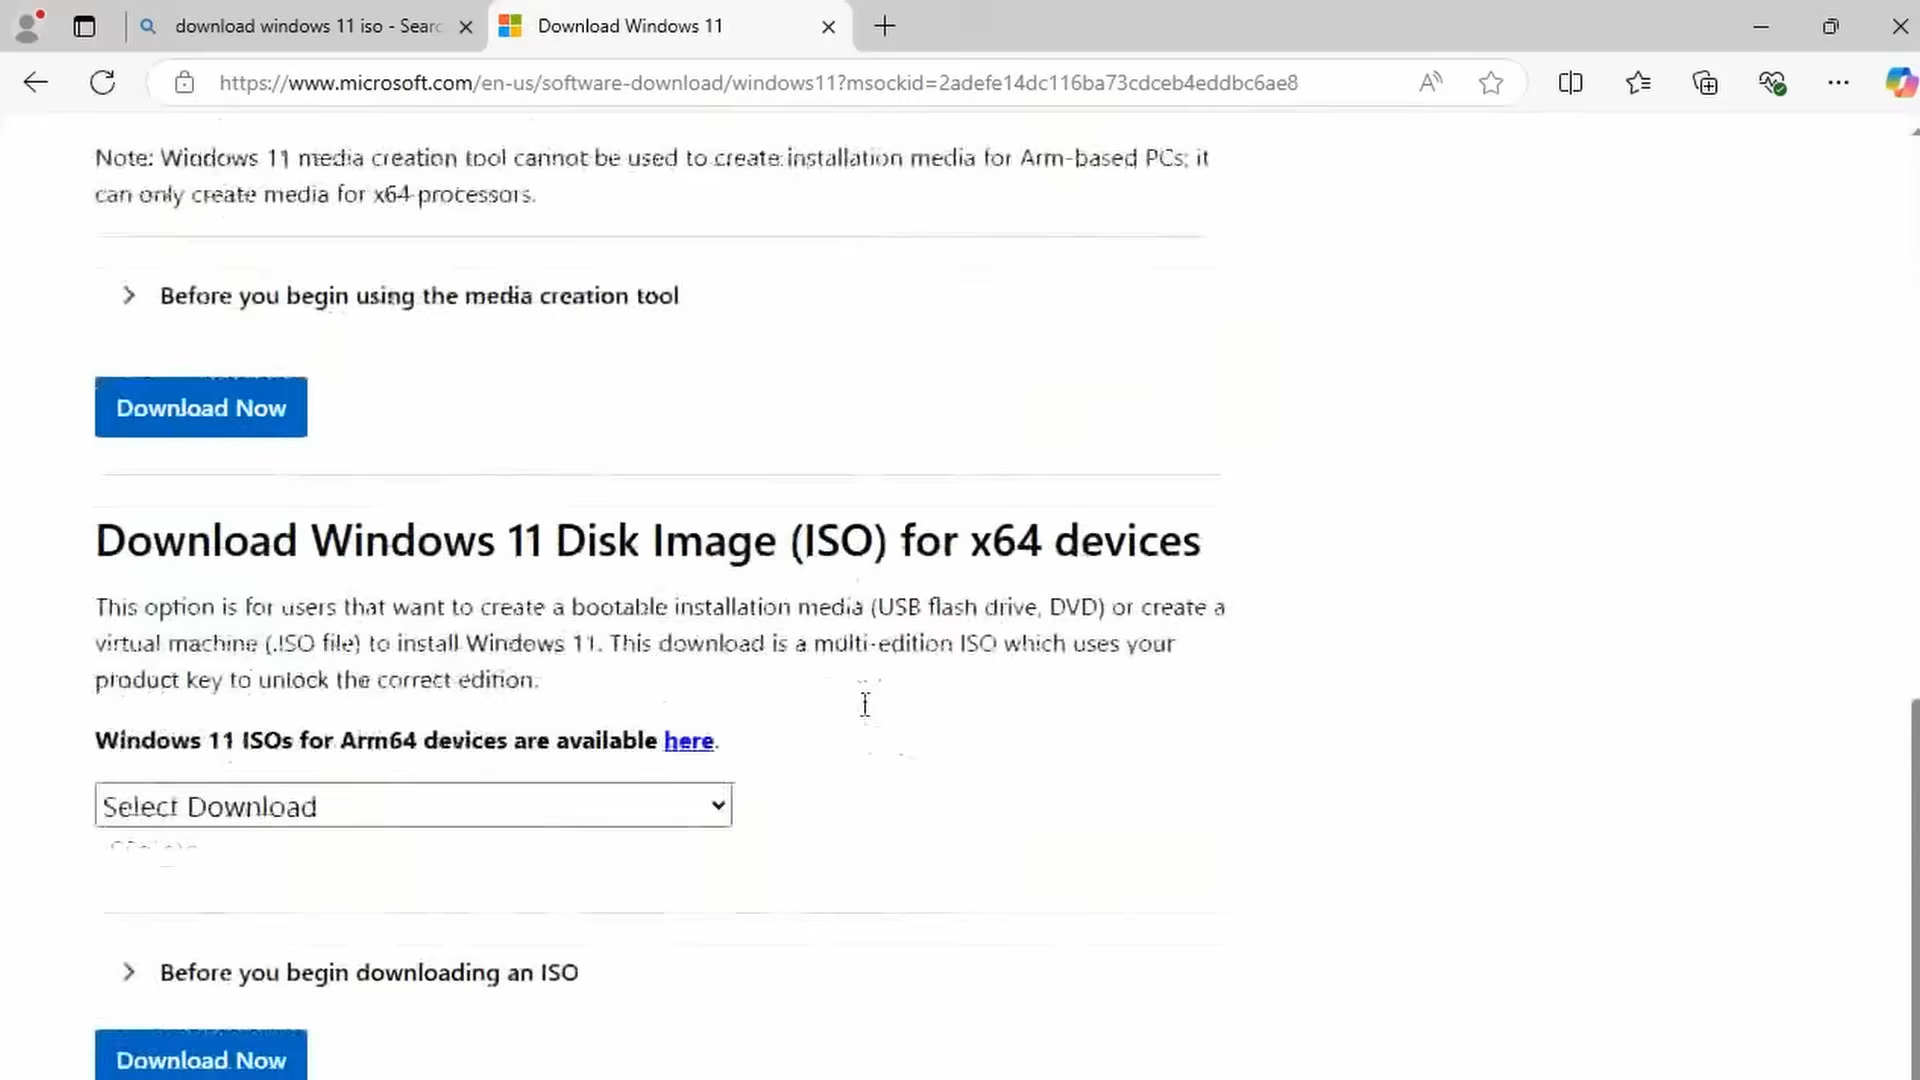 download windows 11 iso - Searc
Download Windows 11
https://www.microsoft.com/en-us/software-download/windows11?msockid=2adefe14dc116ba73cdceb4eddbc6ae8
Note: Windows 11 media creation tool cannot be used to create installation media for Arm-based PCs; it
can only create media for x64 processors.
Before you begin using the media creation tool
Download Now
Download Windows 11 Disk Image (ISO) for x64 devices
This option is for users that want to create a bootable installation media (USB flash drive, DVD) or create a
virtual machine (.ISO file) to install Windows 11. This download is a multi-edition ISO which uses your
product key to unlock the correct edition.
Windows 11 ISOs for Arm64 devices are available here.
Select Download
Before you begin downloading an ISO
Download Now